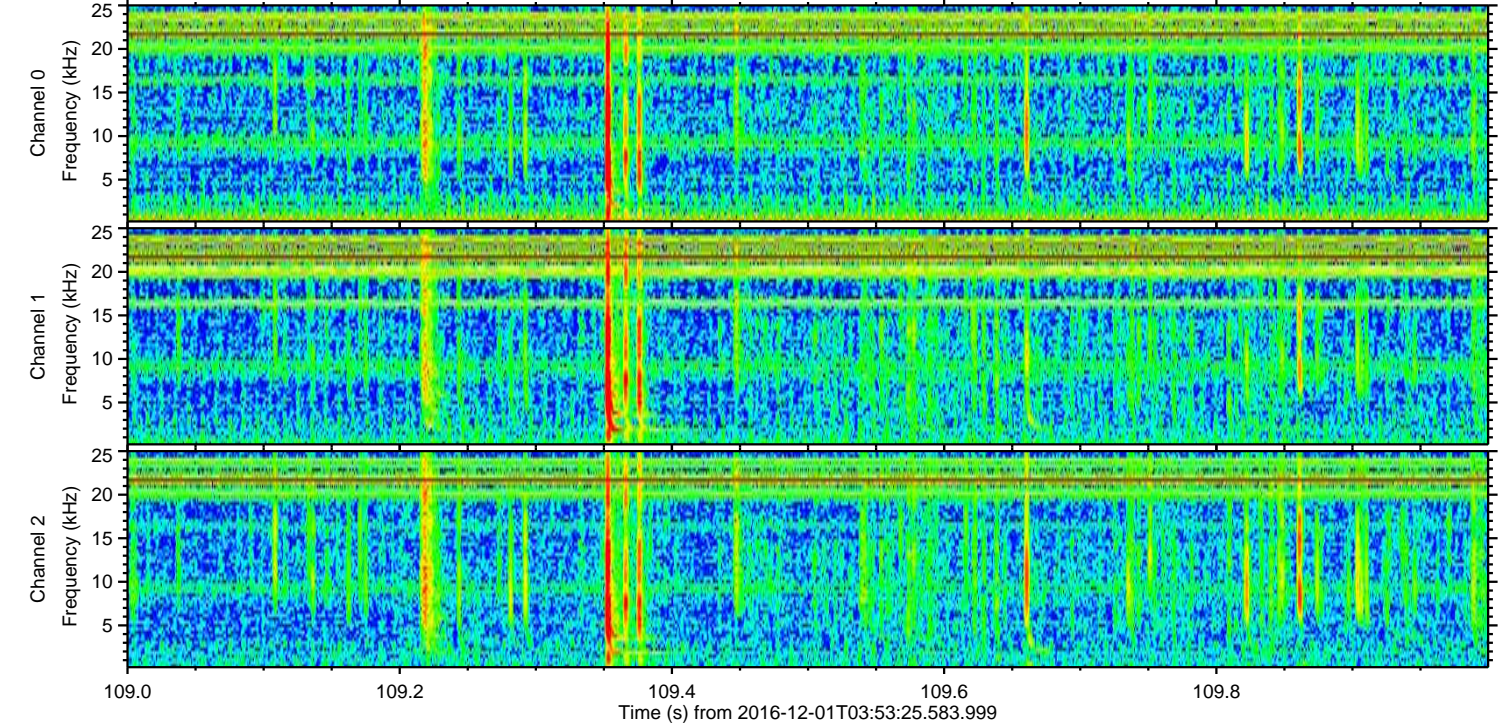 25
20
15
10
5
Channel 0
Frequency (kHz)
25
20
15
10
5
Channel 1
Frequency (kHz)
25
20
15
10
5
Channel 2
Frequency (kHz)
109.0 109.2 109.4 109.6 109.8
Time (s) from 2016-12-01T03:53:25.583.999